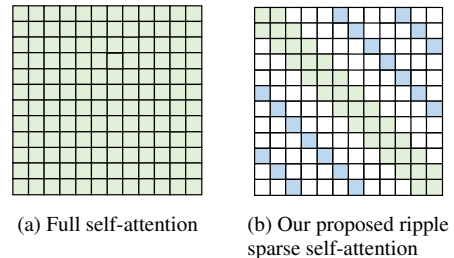 (a) Full self-attention
(b) Our proposed ripple
sparse self-attention